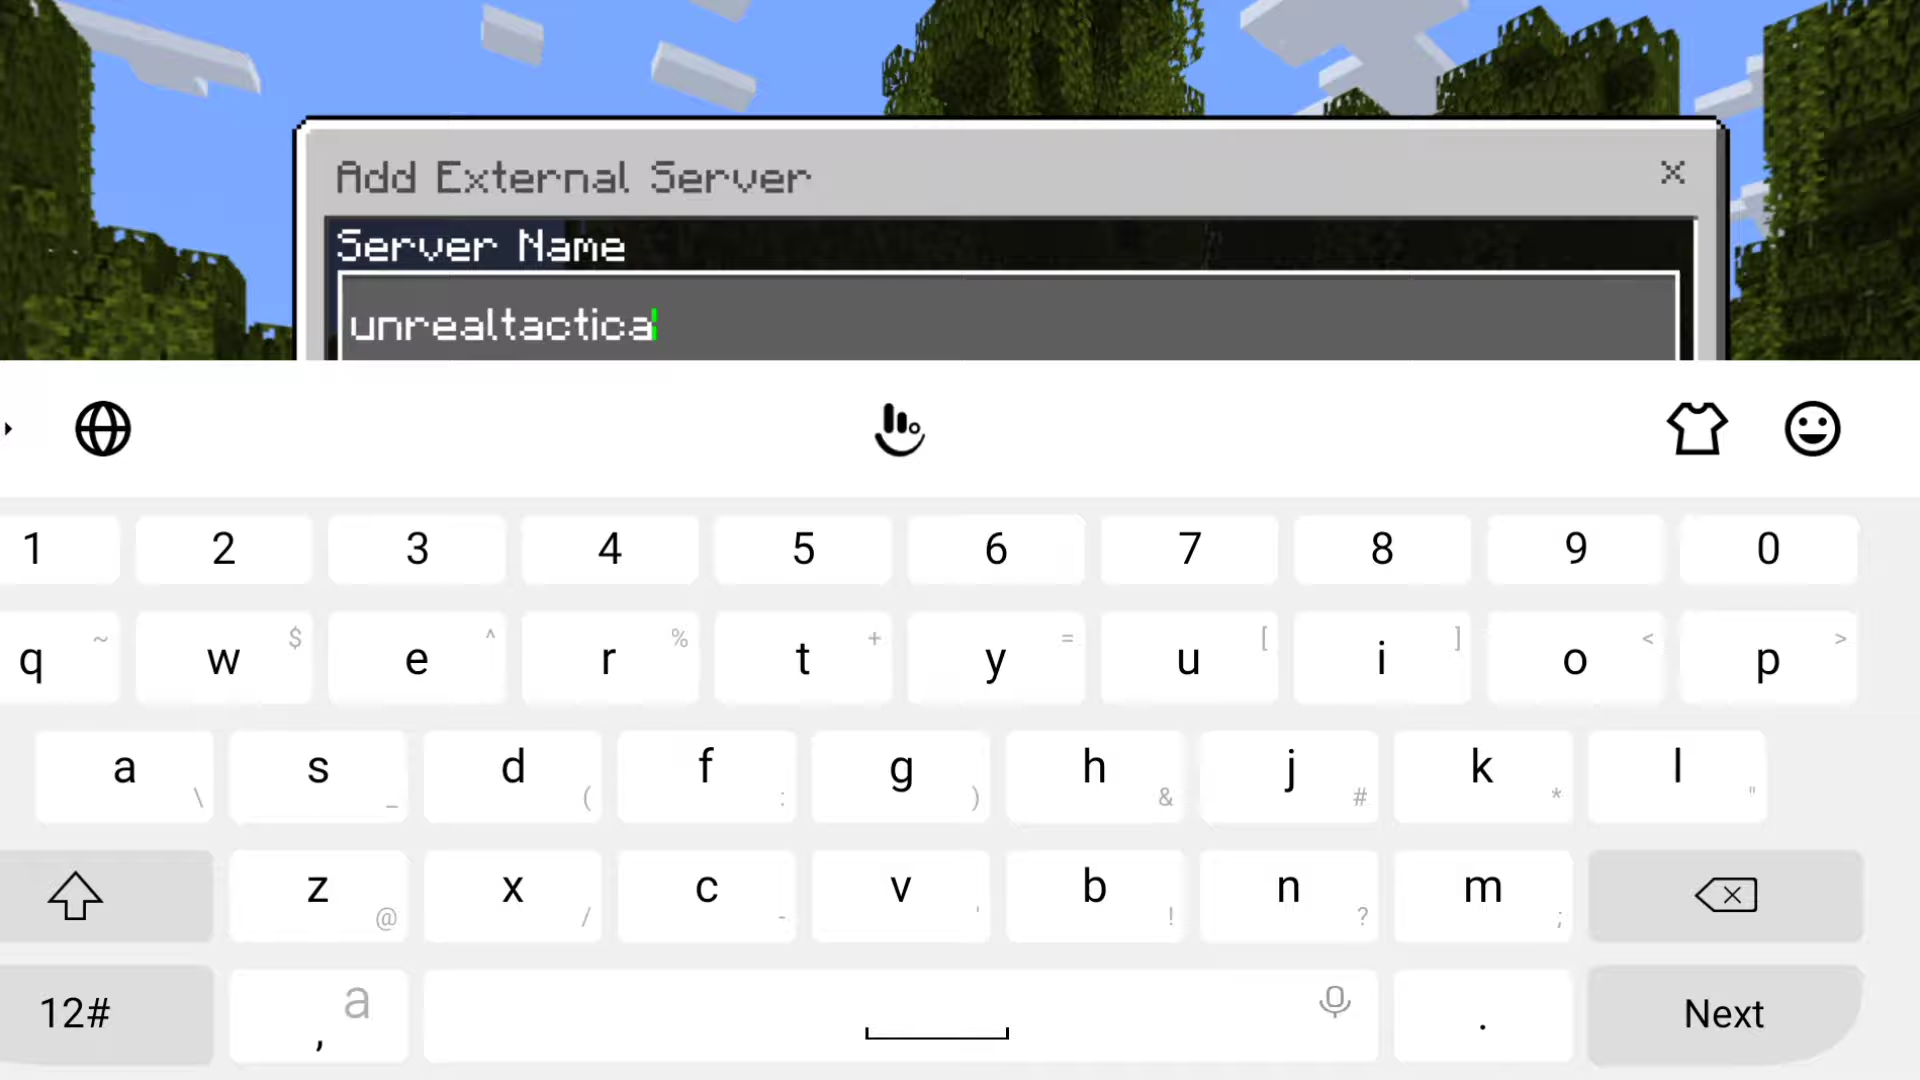 Add External Server
Server Name
unrealtactica
1 2 3 4 5 6 7 8 9 0
q ~ w $ e ^ r % t + y = u [ i ] o < p >
a \ s _ d ( f : g ) h & j # k * l "
z @ x / c - v ' b ! n ? m ;
12# , a . Next